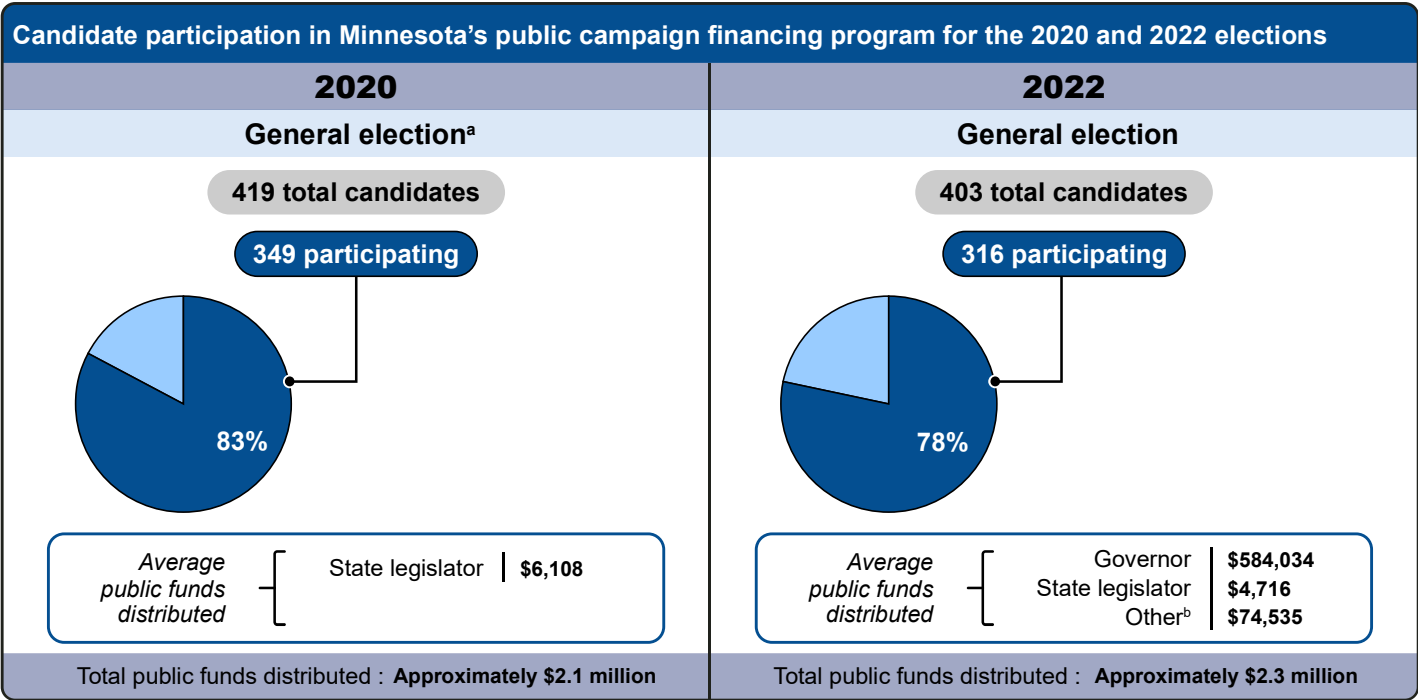 Candidate participation in Minnesota’s public campaign financing program for the 2020 and 2022 elections
2020
General electionᵃ
419 total candidates
349 participating
83%
Average
public funds
distributed
State legislator $6,108
Total public funds distributed : Approximately $2.1 million
2022
General election
403 total candidates
316 participating
78%
Average
public funds
distributed
Governor $584,034
State legislator $4,716
Otherᵇ $74,535
Total public funds distributed : Approximately $2.3 million